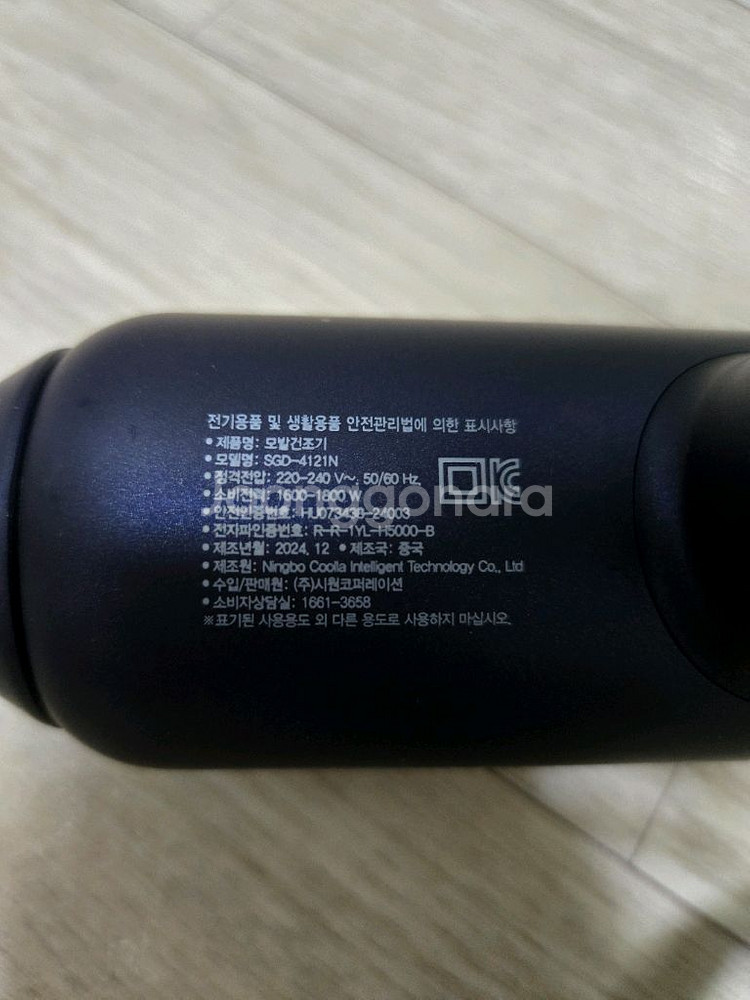 전기용품 및 생활용품 안전관리법에 의한 표시사항
• 제품명: 모발건조기
• 모델명: SGD-4121N
• 정격전압: 220-240 V~, 50/60 Hz,
• 소비전력: 1600-1800 W
• 안전인증번호: HU073439-24003
• 전자파인증번호: R-R-1YL-H5000-B
• 제조년월: 2024. 12 • 제조국: 중국
• 제조원: Ningbo Coolla Intelligent Technology Co., Ltd
• 수입/판매원: (주)시원코퍼레이션
• 소비자상담실: 1661-3658
※표기된 사용용도 외 다른 용도로 사용하지 마십시오.